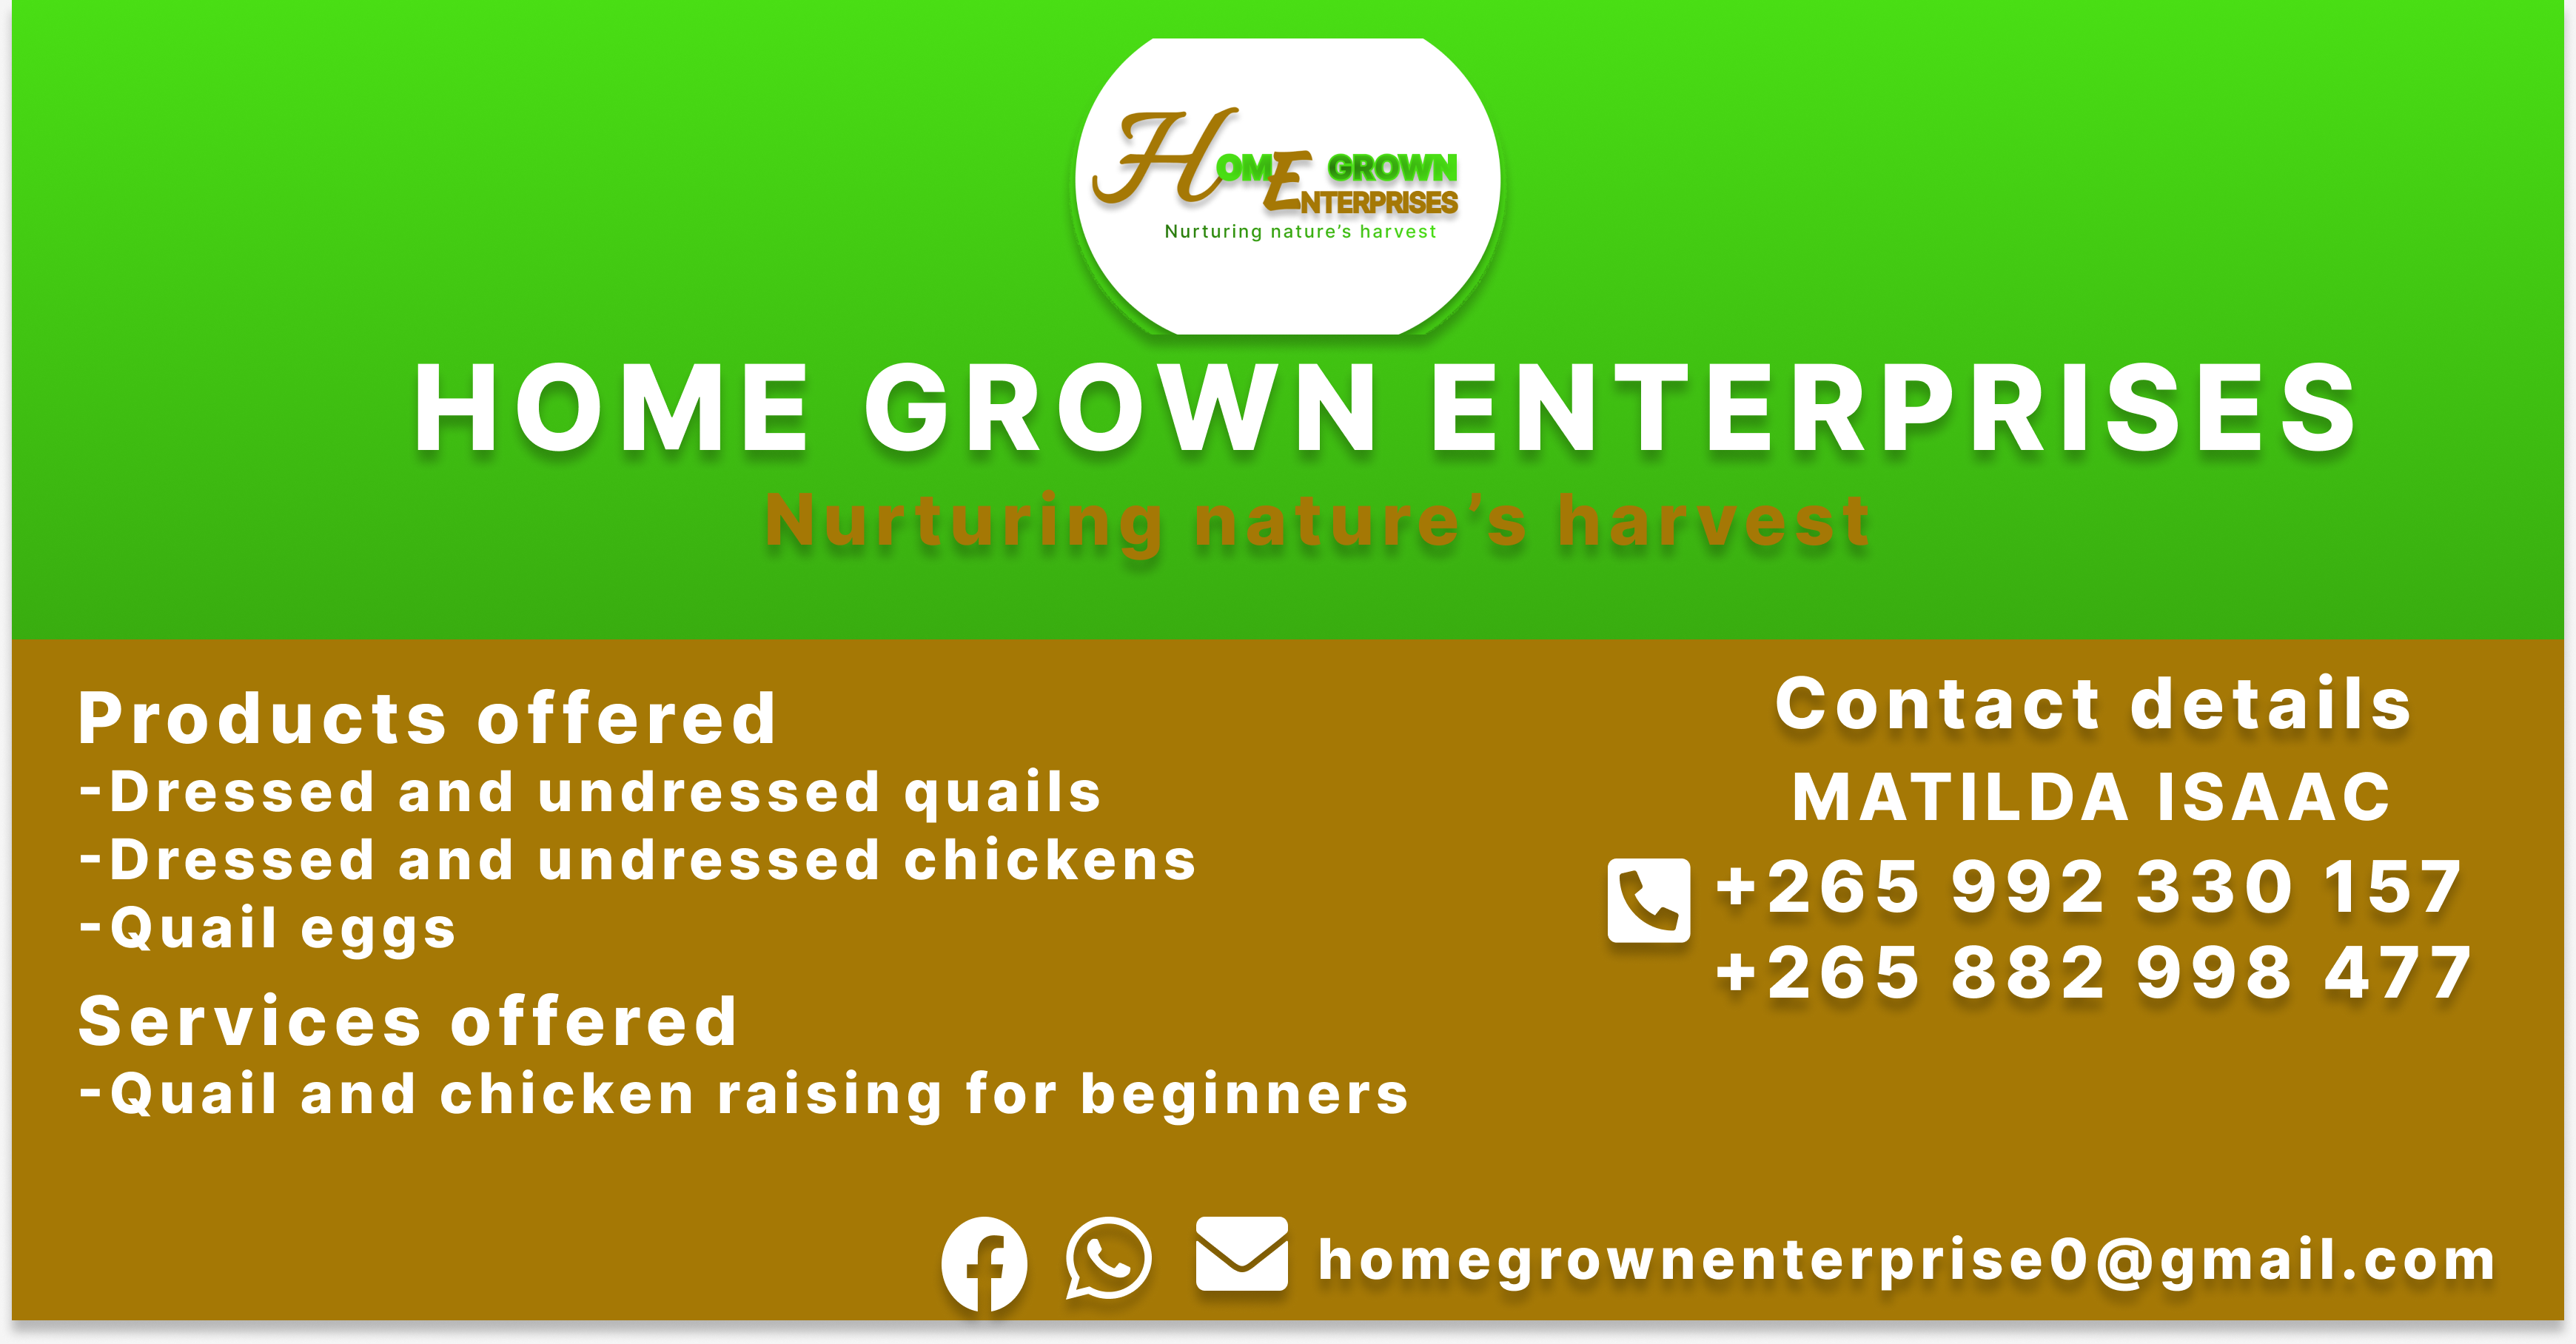 HOME GROWN
ENTERPRISES
Nurturing nature's harvest
HOME GROWN ENTERPRISES
Nurturing nature's harvest
Products offered
-Dressed and undressed quails
-Dressed and undressed chickens
-Quail eggs
Services offered
-Quail and chicken raising for beginners
Contact details
MATILDA ISAAC
+265 992 330 157
+265 882 998 477
homegrownenterprise0@gmail.com